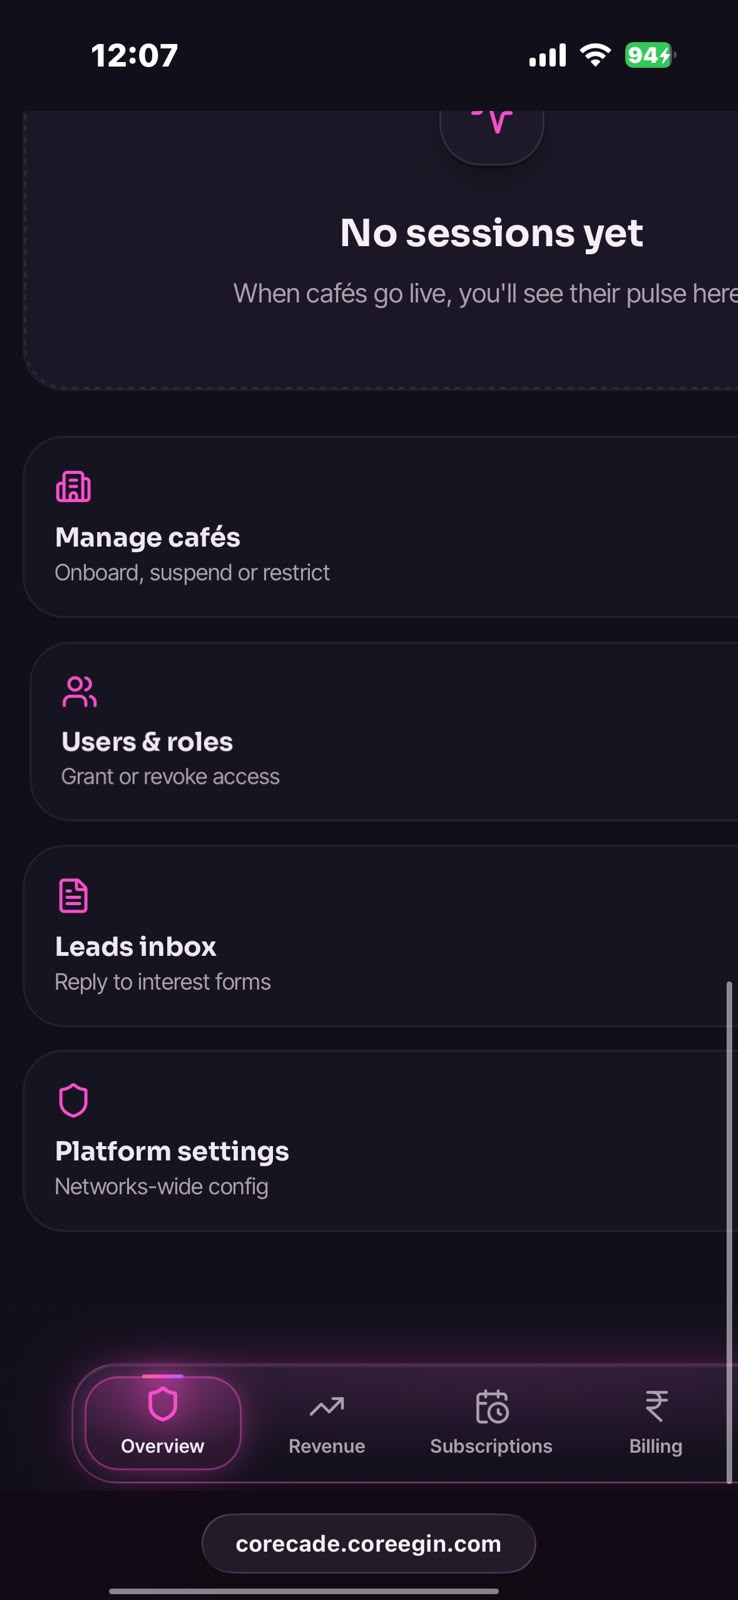 12:07
94
No sessions yet
When cafés go live, you'll see their pulse here
Manage cafés
Onboard, suspend or restrict
Users & roles
Grant or revoke access
Leads inbox
Reply to interest forms
Platform settings
Networks-wide config
Overview
Revenue
Subscriptions
Billing
corecade.coreegin.com